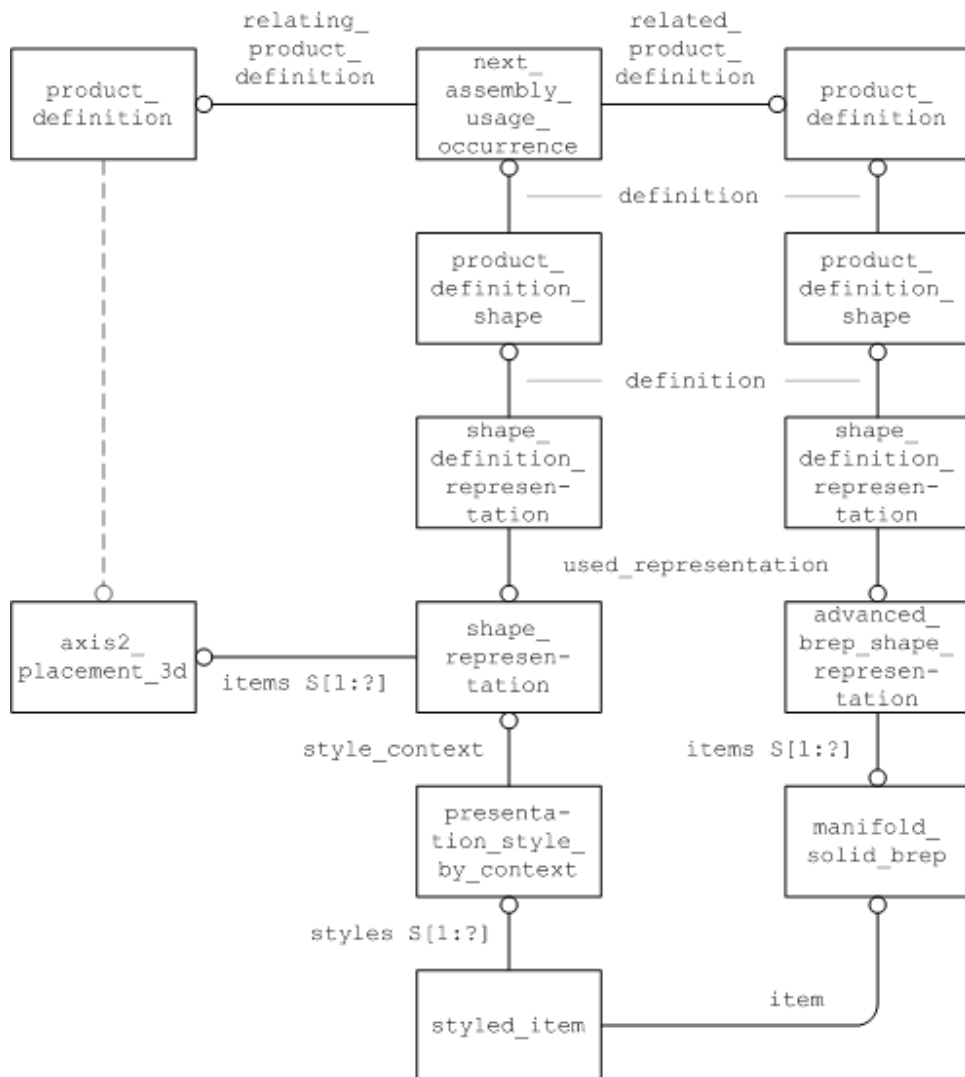 relating_
product_
definition
related_
product_
definition
product_
definition
next_
assembly_
usage_
occurrence
product_
definition
definition
product_
definition_
shape
product_
definition_
shape
definition
shape_
definition_
represen-
tation
shape_
definition_
represen-
tation
used_representation
axis2_
placement_3d
items S[1:?]
shape_
represen-
tation
advanced_
brep_shape_
represen-
tation
style_context
items S[1:?]
presenta-
tion_style_
by_context
manifold_
solid_brep
styles S[1:?]
styled_item
item